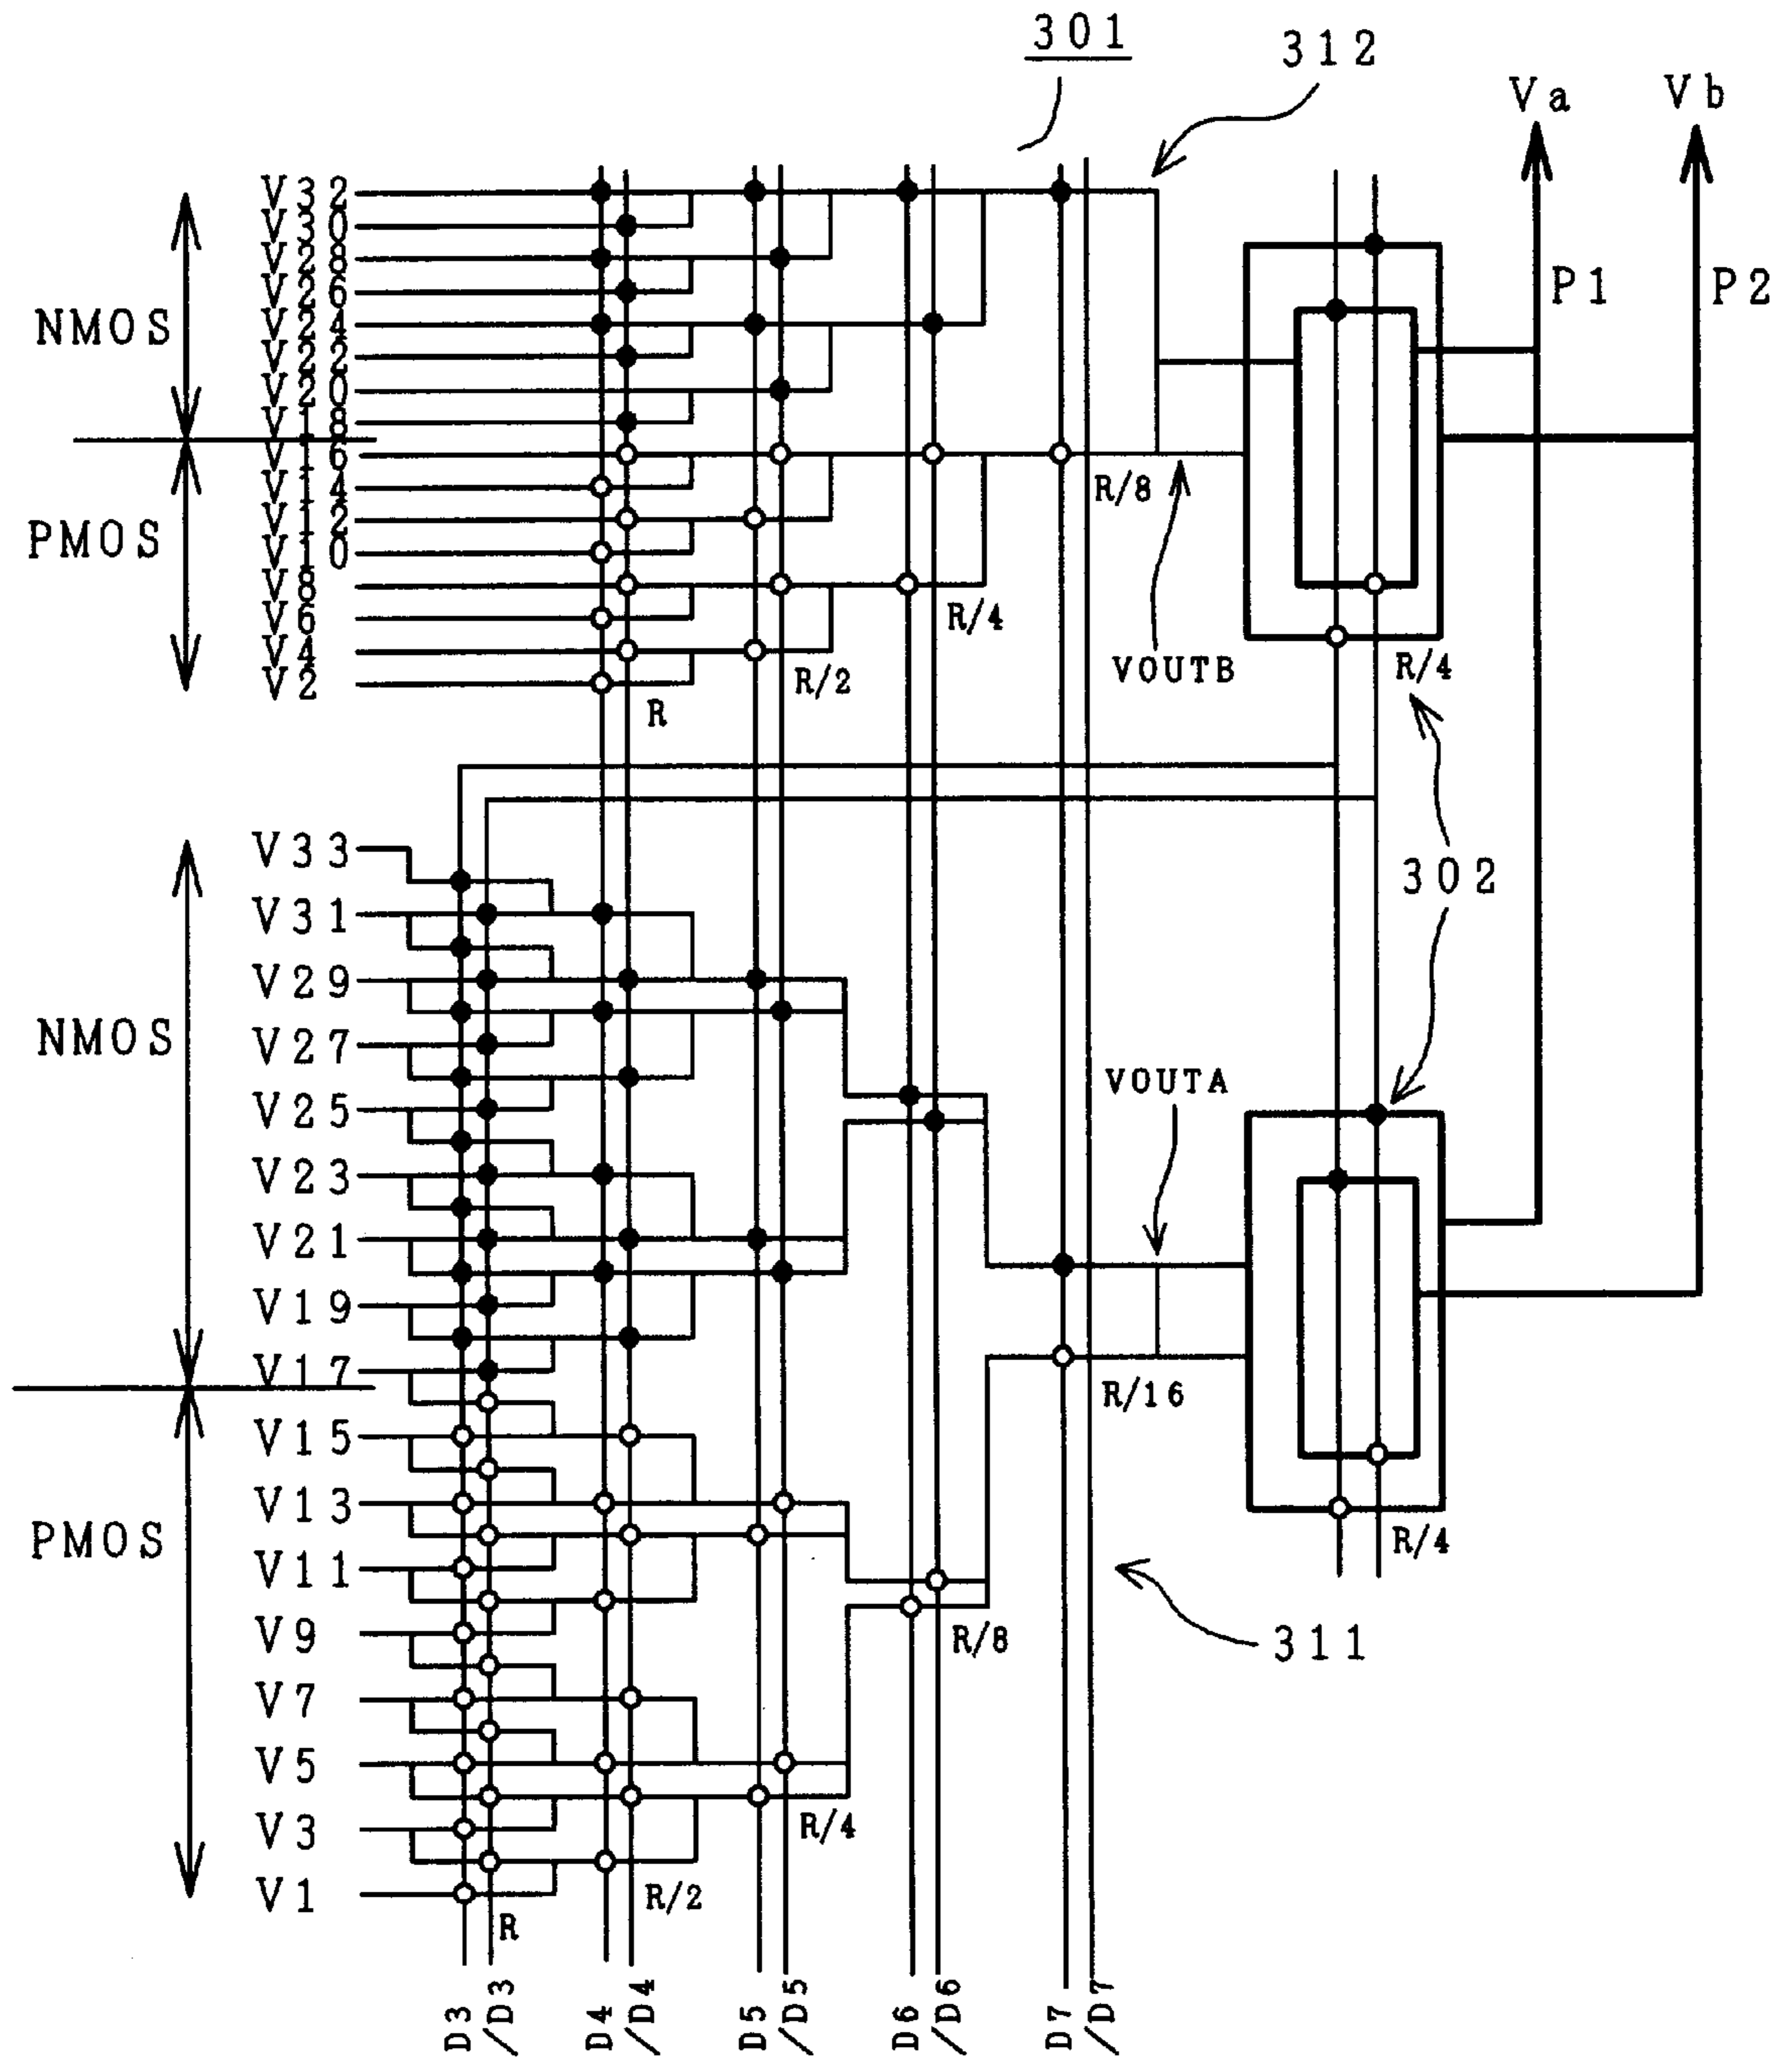 301
312
Va
Vb
V32
V30
V28
V26
V24
V22
V20
V18
V16
V14
V12
V10
V8
V6
V4
V2
NMOS
PMOS
P1
P2
R/8
VOUTB
R/4
R/2
R
R/4
302
V33
V31
V29
V27
V25
V23
V21
V19
V17
V15
V13
V11
V9
V7
V5
V3
V1
NMOS
PMOS
VOUTA
R/16
R/4
311
R/8
R/4
R/2
R
D3
/D3
D4
/D4
D5
/D5
D6
/D6
D7
/D7